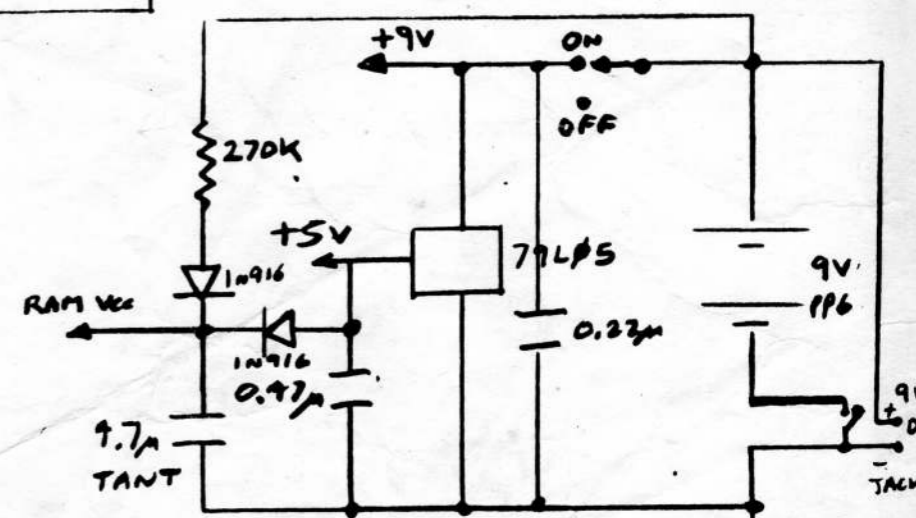 +9V
ON
OFF
270K
+5V
79LØ5
1N916
RAM VCC
9V
PP6
0.22µ
1N916
0.47µ
4.7µ
TANT
+
-